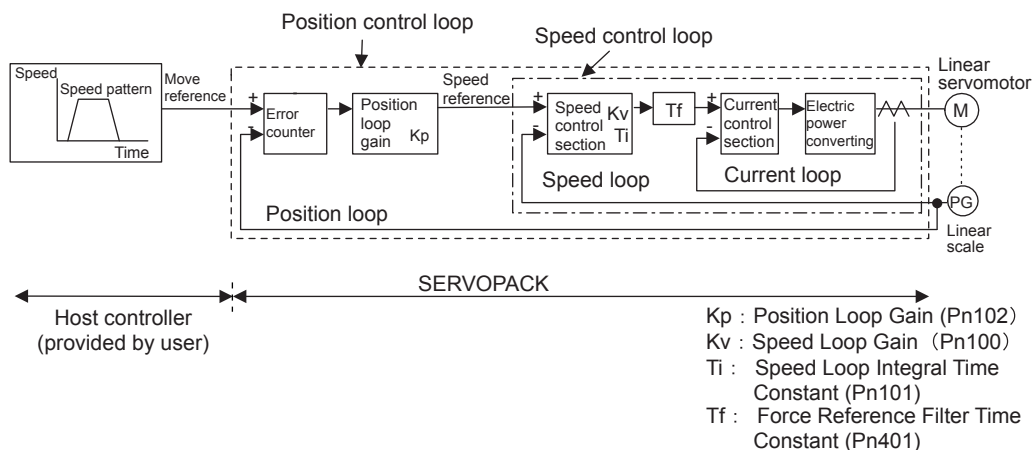 Position control loop
Speed control loop
Linear
servomotor
Speed
Speed pattern
Time
Move
reference
+
-
Error
counter
Position
loop
gain
Kp
Speed
reference
+
-
Speed
control
section
Kv
Ti
Tf
+
-
Current
control
section
Electric
power
converting
M
Speed loop
Current loop
Position loop
PG
Linear
scale
SERVOPACK
Host controller
(provided by user)
Kp : Position Loop Gain (Pn102)
Kv : Speed Loop Gain (Pn100)
Ti : Speed Loop Integral Time
Constant (Pn101)
Tf : Force Reference Filter Time
Constant (Pn401)